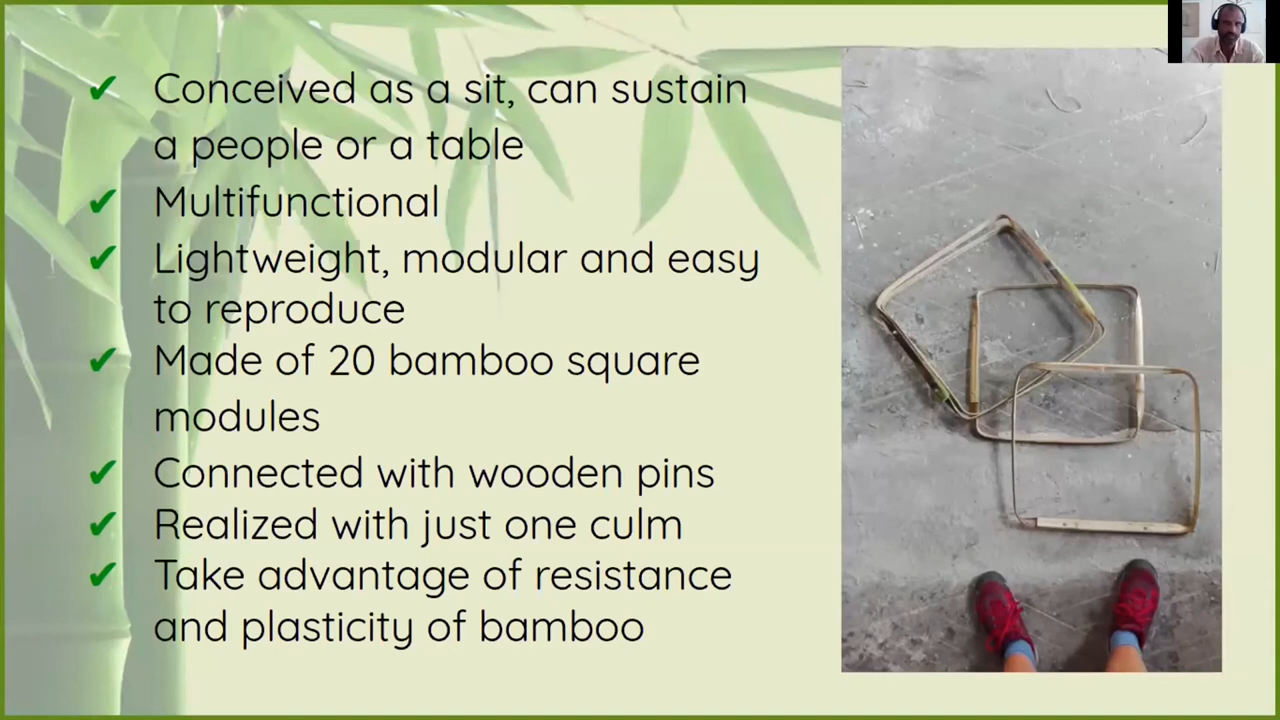 ✔ Conceived as a sit, can sustain
a people or a table
✔ Multifunctional
✔ Lightweight, modular and easy
to reproduce
✔ Made of 20 bamboo square
modules
✔ Connected with wooden pins
✔ Realized with just one culm
✔ Take advantage of resistance
and plasticity of bamboo